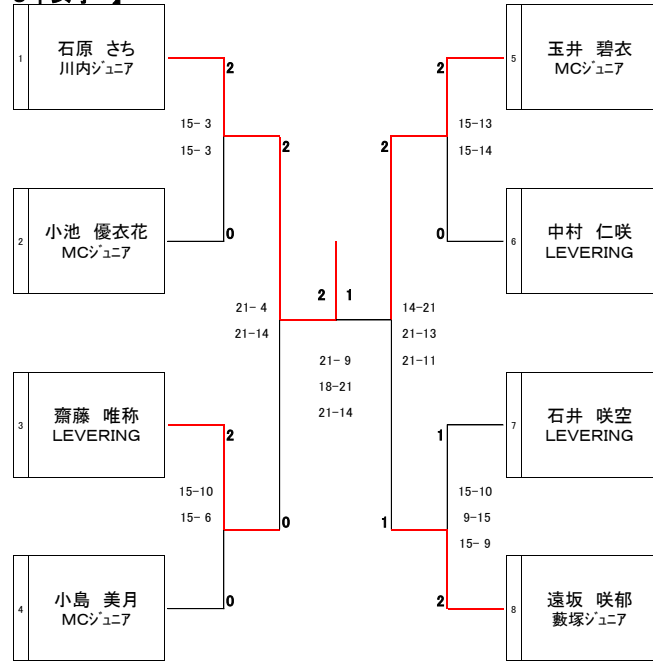 1
石原 さち
川内ジュニア
2
小池 優衣花
MCジュニア
3
齋藤 唯称
LEVERING
4
小島 美月
MCジュニア
2
15- 3
15- 3
0
2
2
15-10
15- 6
0
0
21- 4
21-14
2 1
21- 9
18-21
21-14
14-21
21-13
21-11
2
1
2
15-13
15-14
0
1
15-10
9-15
15- 9
2
5
玉井 碧衣
MCジュニア
6
中村 仁咲
LEVERING
7
石井 咲空
LEVERING
8
遠坂 咲郁
藪塚ジュニア